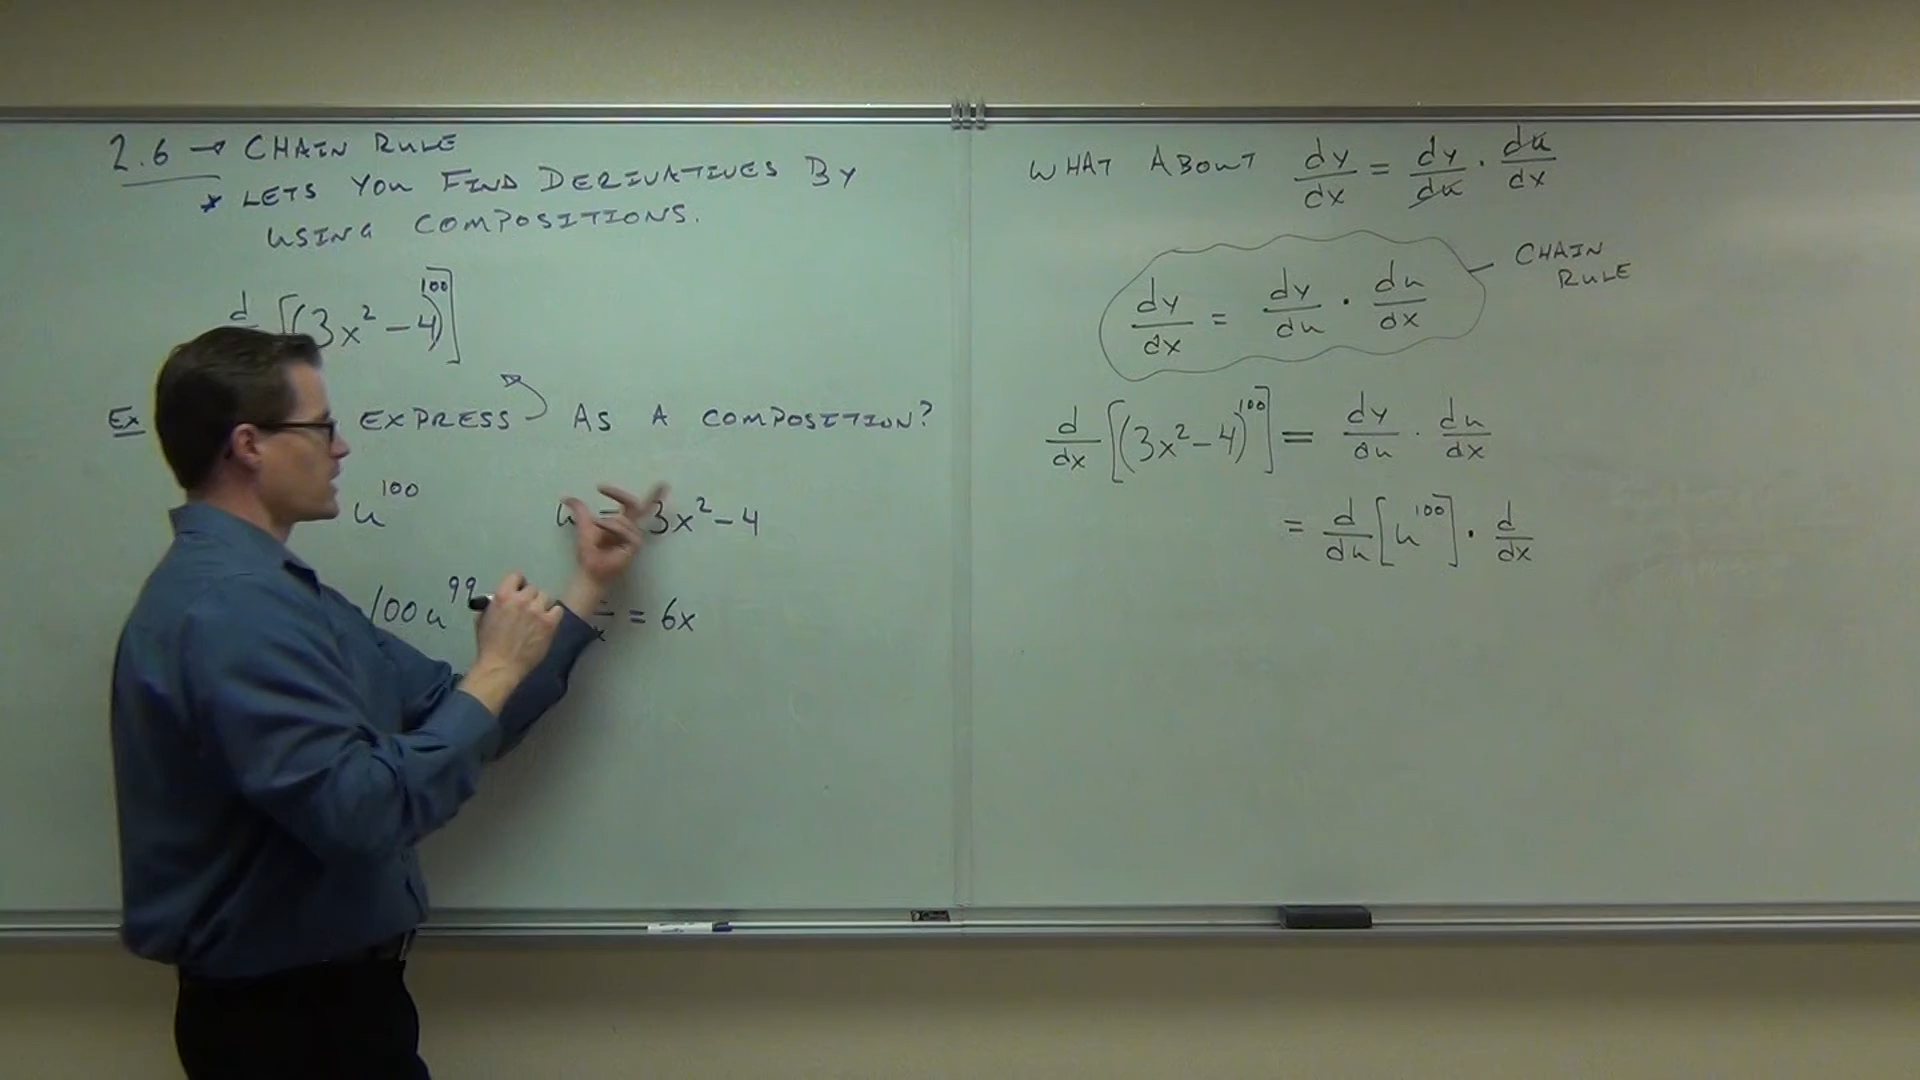 2.6 → CHAIN RULE
* LETS YOU FIND DERIVATIVES BY
USING COMPOSITIONS.
d [(3x² - 4)^100]
Ex EXPRESS AS A COMPOSITION?
u^100 u = 3x² - 4
100u^99 x = 6x
WHAT ABOUT dy/dx = dy/du · du/dx
dy/dx = dy/du · du/dx CHAIN
RULE
d/dx [(3x² - 4)^100] = dy/du · du/dx
= d/du [u^100] · d/dx